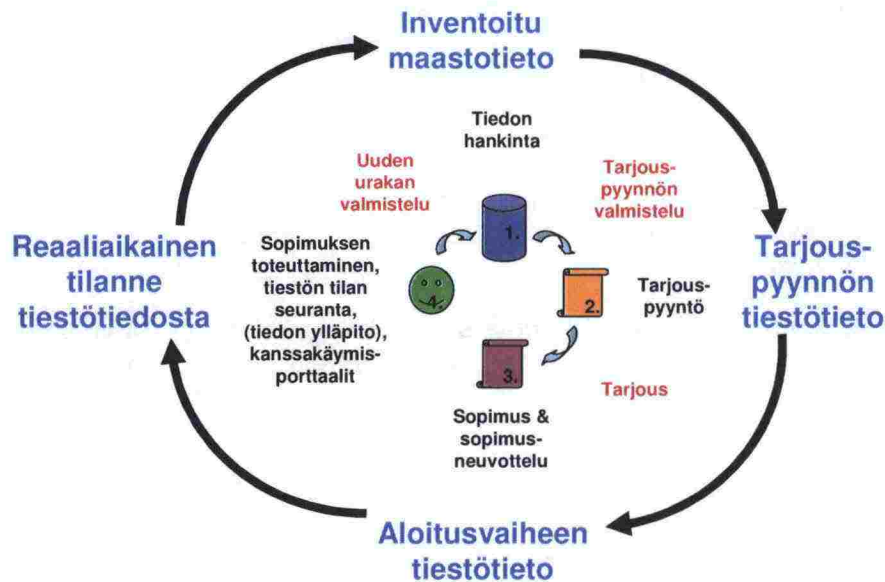 Inventoitu
maastotieto
Tiedon
hankinta
Uuden
urakan
valmistelu
Tarjous-
pyynnön
valmistelu
1.
Reaaliaikainen
tilanne
tiestötiedosta
Sopimuksen
toteuttaminen,
tiestön tilan
seuranta,
(tiedon ylläpito),
kanssakäymis-
porttaalit
4.
2.
Tarjous-
pyyntö
Tarjous-
pyynnön
tiestötieto
3.
Tarjous
Sopimus &
sopimus-
neuvottelu
Aloitusvaiheen
tiestötieto